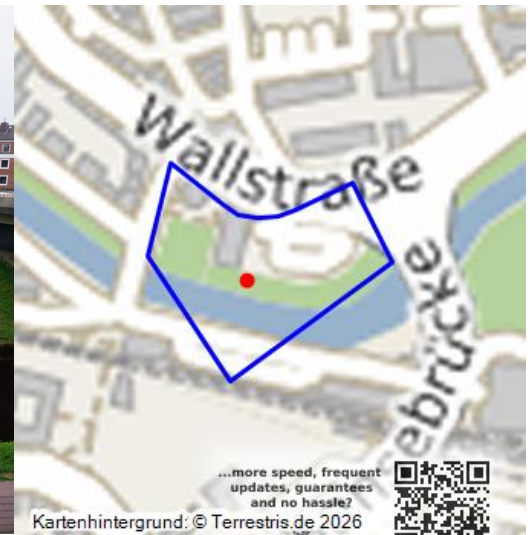 Wallstraße
ebrücke
...more speed, frequent
updates, guarantees
and no hassle?
Kartenhintergrund: © Terrestris.de 2026